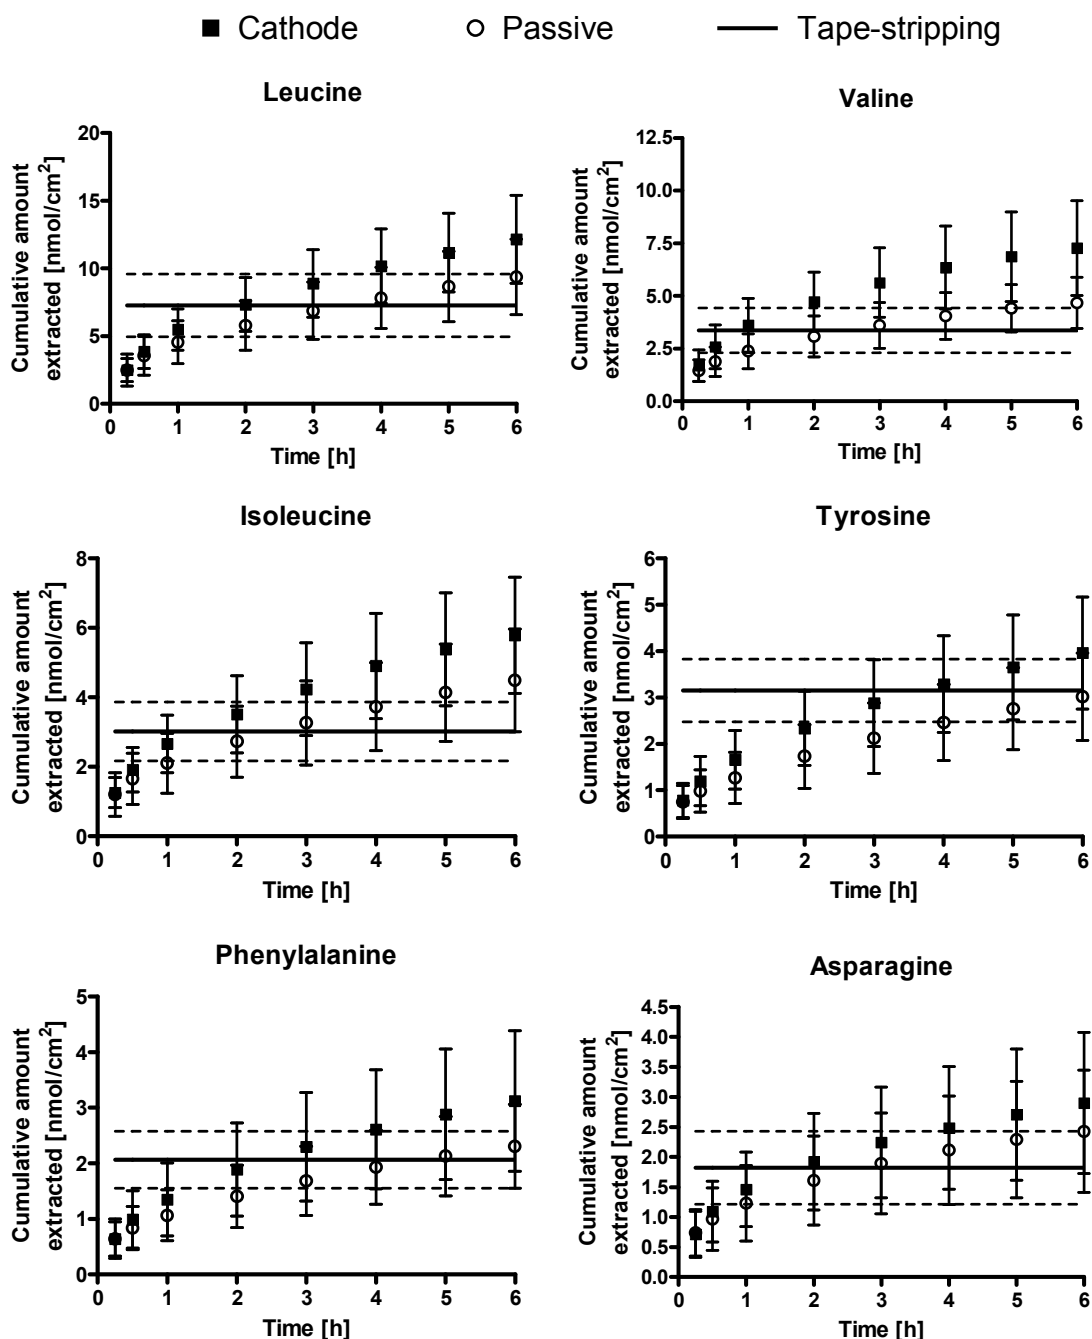 Cathode Passive Tape-stripping
Leucine
Cumulative amount
extracted [nmol/cm²]
20
15
10
5
0
0 1 2 3 4 5 6
Time [h]
Valine
Cumulative amount
extracted [nmol/cm²]
12.5
10.0
7.5
5.0
2.5
0.0
0 1 2 3 4 5 6
Time [h]
Isoleucine
Cumulative amount
extracted [nmol/cm²]
8
6
4
2
0
0 1 2 3 4 5 6
Time [h]
Tyrosine
Cumulative amount
extracted [nmol/cm²]
6
5
4
3
2
1
0
0 1 2 3 4 5 6
Time [h]
Phenylalanine
Cumulative amount
extracted [nmol/cm²]
5
4
3
2
1
0
0 1 2 3 4 5 6
Time [h]
Asparagine
Cumulative amount
extracted [nmol/cm²]
4.5
4.0
3.5
3.0
2.5
2.0
1.5
1.0
0.5
0.0
0 1 2 3 4 5 6
Time [h]